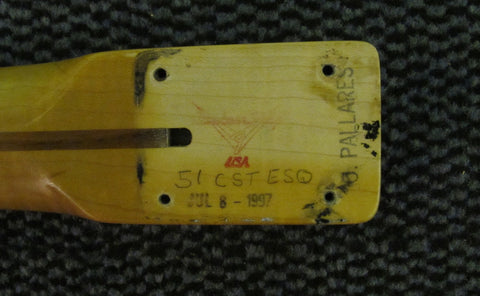 USA
51 CST ESQ
JUL 8 - 1997
PALLARES